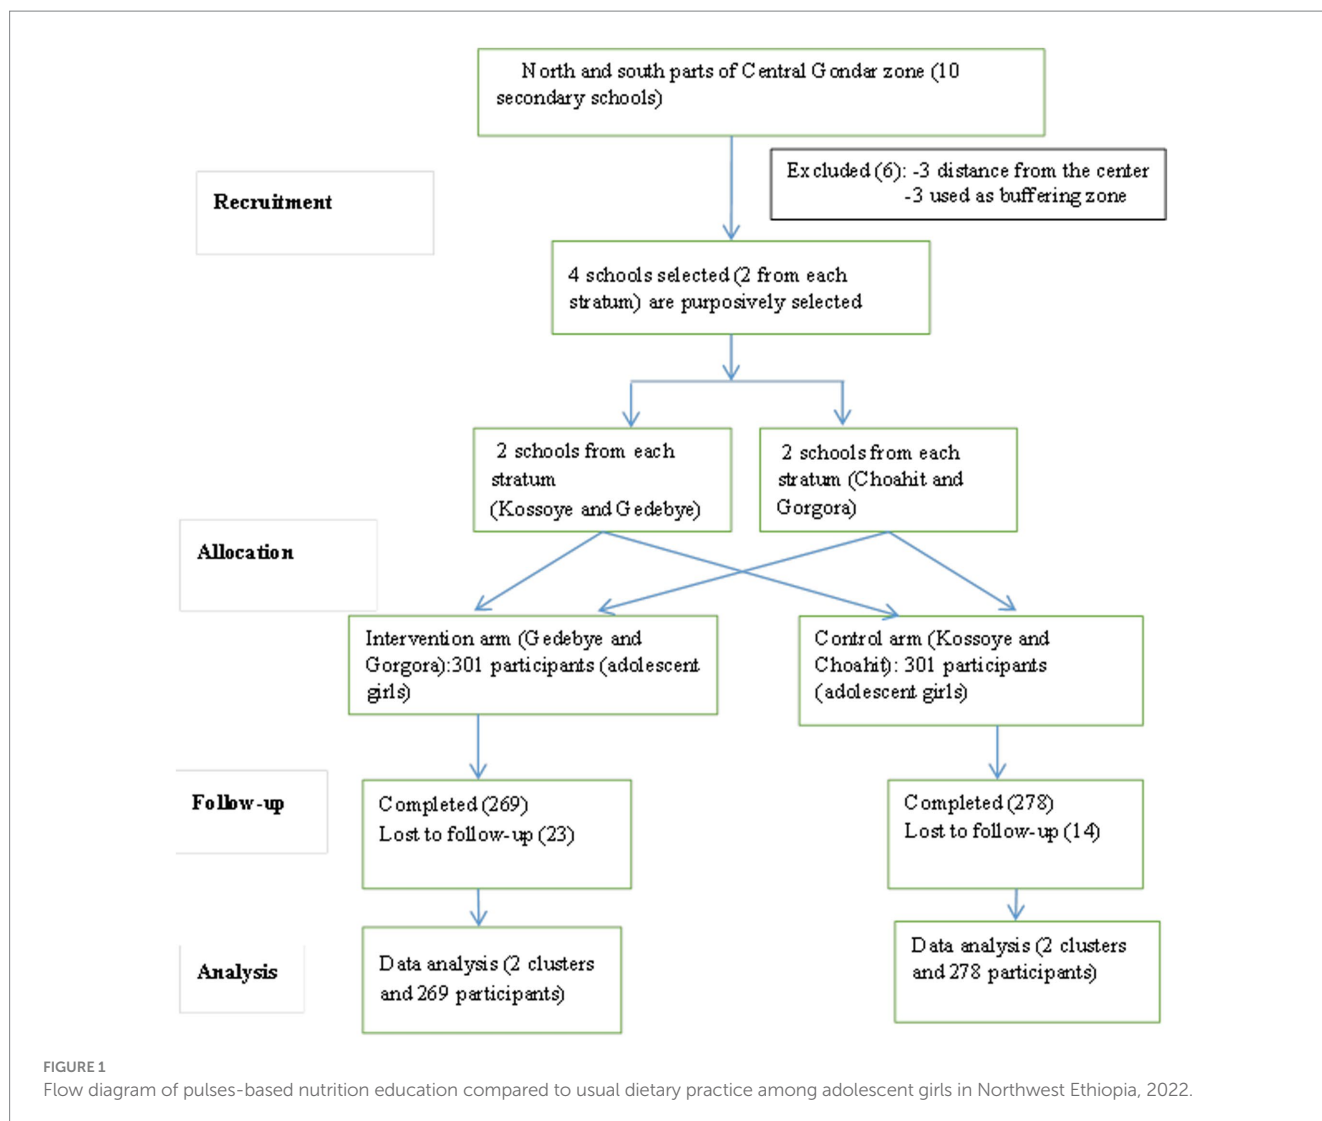 North and south parts of Central Gondar zone (10
secondary schools)
Excluded (6): -3 distance from the center
-3 used as buffering zone
Recruitment
4 schools selected (2 from each
stratum) are purposively selected
2 schools from each
stratum
(Kossoye and Gedebye)
2 schools from each
stratum (Choahit and
Gorgora)
Allocation
Intervention arm (Gedebye and
Gorgora):301 participants (adolescent
girls)
Control arm (Kossoye and
Choahit): 301 participants
(adolescent girls)
Follow-up
Completed (269)
Lost to follow-up (23)
Completed (278)
Lost to follow-up (14)
Analysis
Data analysis (2 clusters
and 269 participants)
Data analysis (2 clusters
and 278 participants)
FIGURE 1
Flow diagram of pulses-based nutrition education compared to usual dietary practice among adolescent girls in Northwest Ethiopia, 2022.